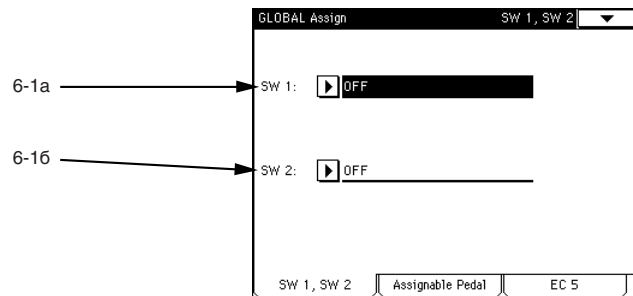 GLOBAL Assign SW 1, SW 2
6-1а SW 1: OFF
6-1б SW 2: OFF
SW 1, SW 2 Assignable Pedal EC 5